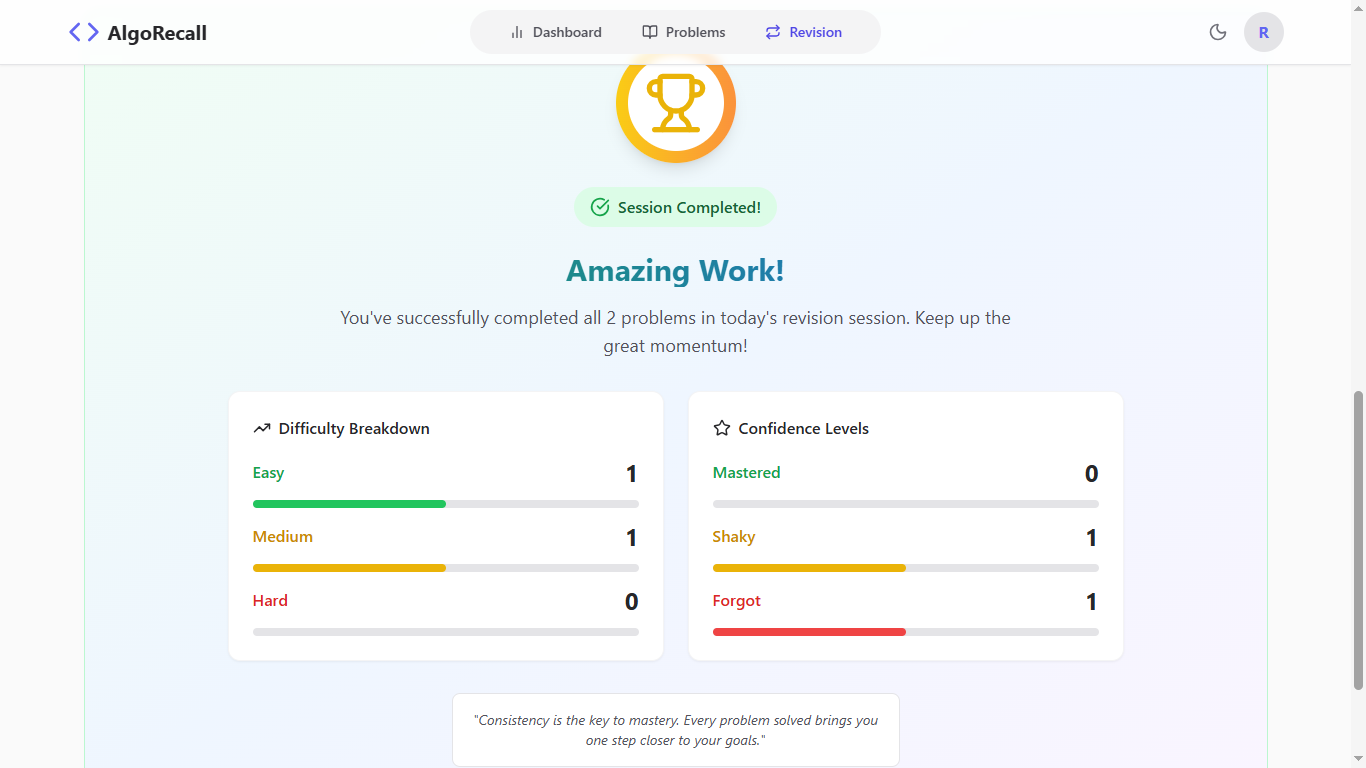 AlgoRecall
Dashboard
Problems
Revision
R
Session Completed!
Amazing Work!
You've successfully completed all 2 problems in today's revision session. Keep up the
great momentum!
Difficulty Breakdown
Easy 1
Medium 1
Hard 0
Confidence Levels
Mastered 0
Shaky 1
Forgot 1
"Consistency is the key to mastery. Every problem solved brings you
one step closer to your goals."